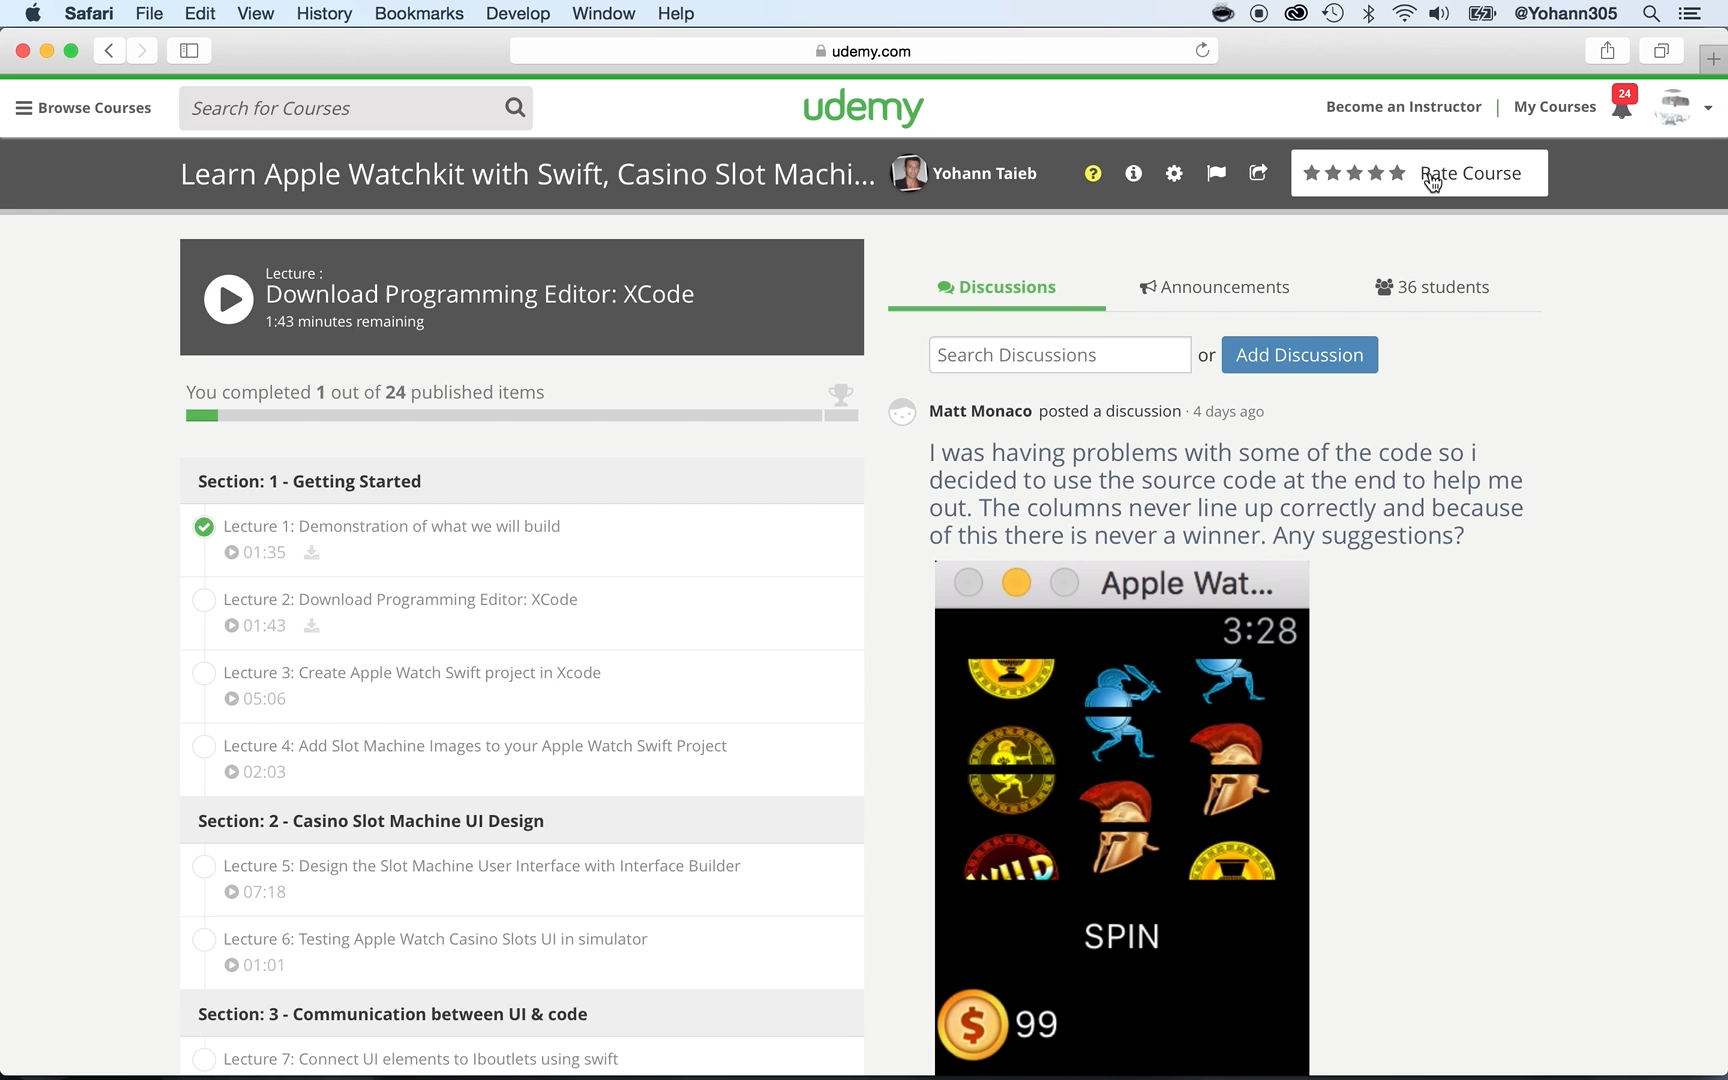 Safari File Edit View History Bookmarks Develop Window Help @Yohann305
udemy.com
Browse Courses Search for Courses udemy Become an Instructor | My Courses 24
Learn Apple Watchkit with Swift, Casino Slot Machi... Yohann Taieb ? Rate Course
Lecture :
Download Programming Editor: XCode
1:43 minutes remaining
You completed 1 out of 24 published items
Section: 1 - Getting Started
Lecture 1: Demonstration of what we will build
01:35
Lecture 2: Download Programming Editor: XCode
01:43
Lecture 3: Create Apple Watch Swift project in Xcode
05:06
Lecture 4: Add Slot Machine Images to your Apple Watch Swift Project
02:03
Section: 2 - Casino Slot Machine UI Design
Lecture 5: Design the Slot Machine User Interface with Interface Builder
07:18
Lecture 6: Testing Apple Watch Casino Slots UI in simulator
01:01
Section: 3 - Communication between UI & code
Lecture 7: Connect UI elements to Iboutlets using swift
Discussions Announcements 36 students
Search Discussions or Add Discussion
Matt Monaco posted a discussion · 4 days ago
I was having problems with some of the code so i
decided to use the source code at the end to help me
out. The columns never line up correctly and because
of this there is never a winner. Any suggestions?
Apple Wat...
3:28
WILD
SPIN
$ 99